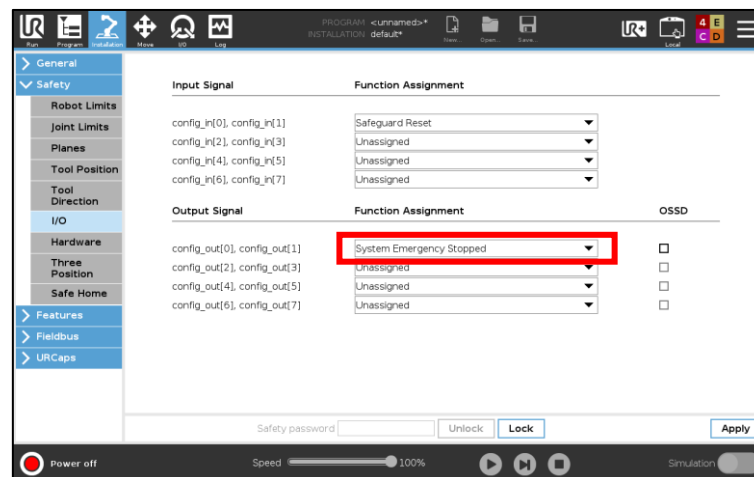 UR
Run
Program
Installation
Move
I/O
Log
PROGRAM <unnamed>*
INSTALLATION default*
New...
Open...
Save...
UR+
Local
4 E
C D
General
Safety
Robot Limits
Joint Limits
Planes
Tool Position
Tool
Direction
I/O
Hardware
Three
Position
Safe Home
Features
Fieldbus
URCaps
Input Signal Function Assignment
config_in[0], config_in[1] Safeguard Reset
config_in[2], config_in[3] Unassigned
config_in[4], config_in[5] Unassigned
config_in[6], config_in[7] Unassigned
Output Signal Function Assignment OSSD
config_out[0], config_out[1] System Emergency Stopped
config_out[2], config_out[3] Unassigned
config_out[4], config_out[5] Unassigned
config_out[6], config_out[7] Unassigned
Safety password Unlock Lock Apply
Power off Speed 100% Simulation